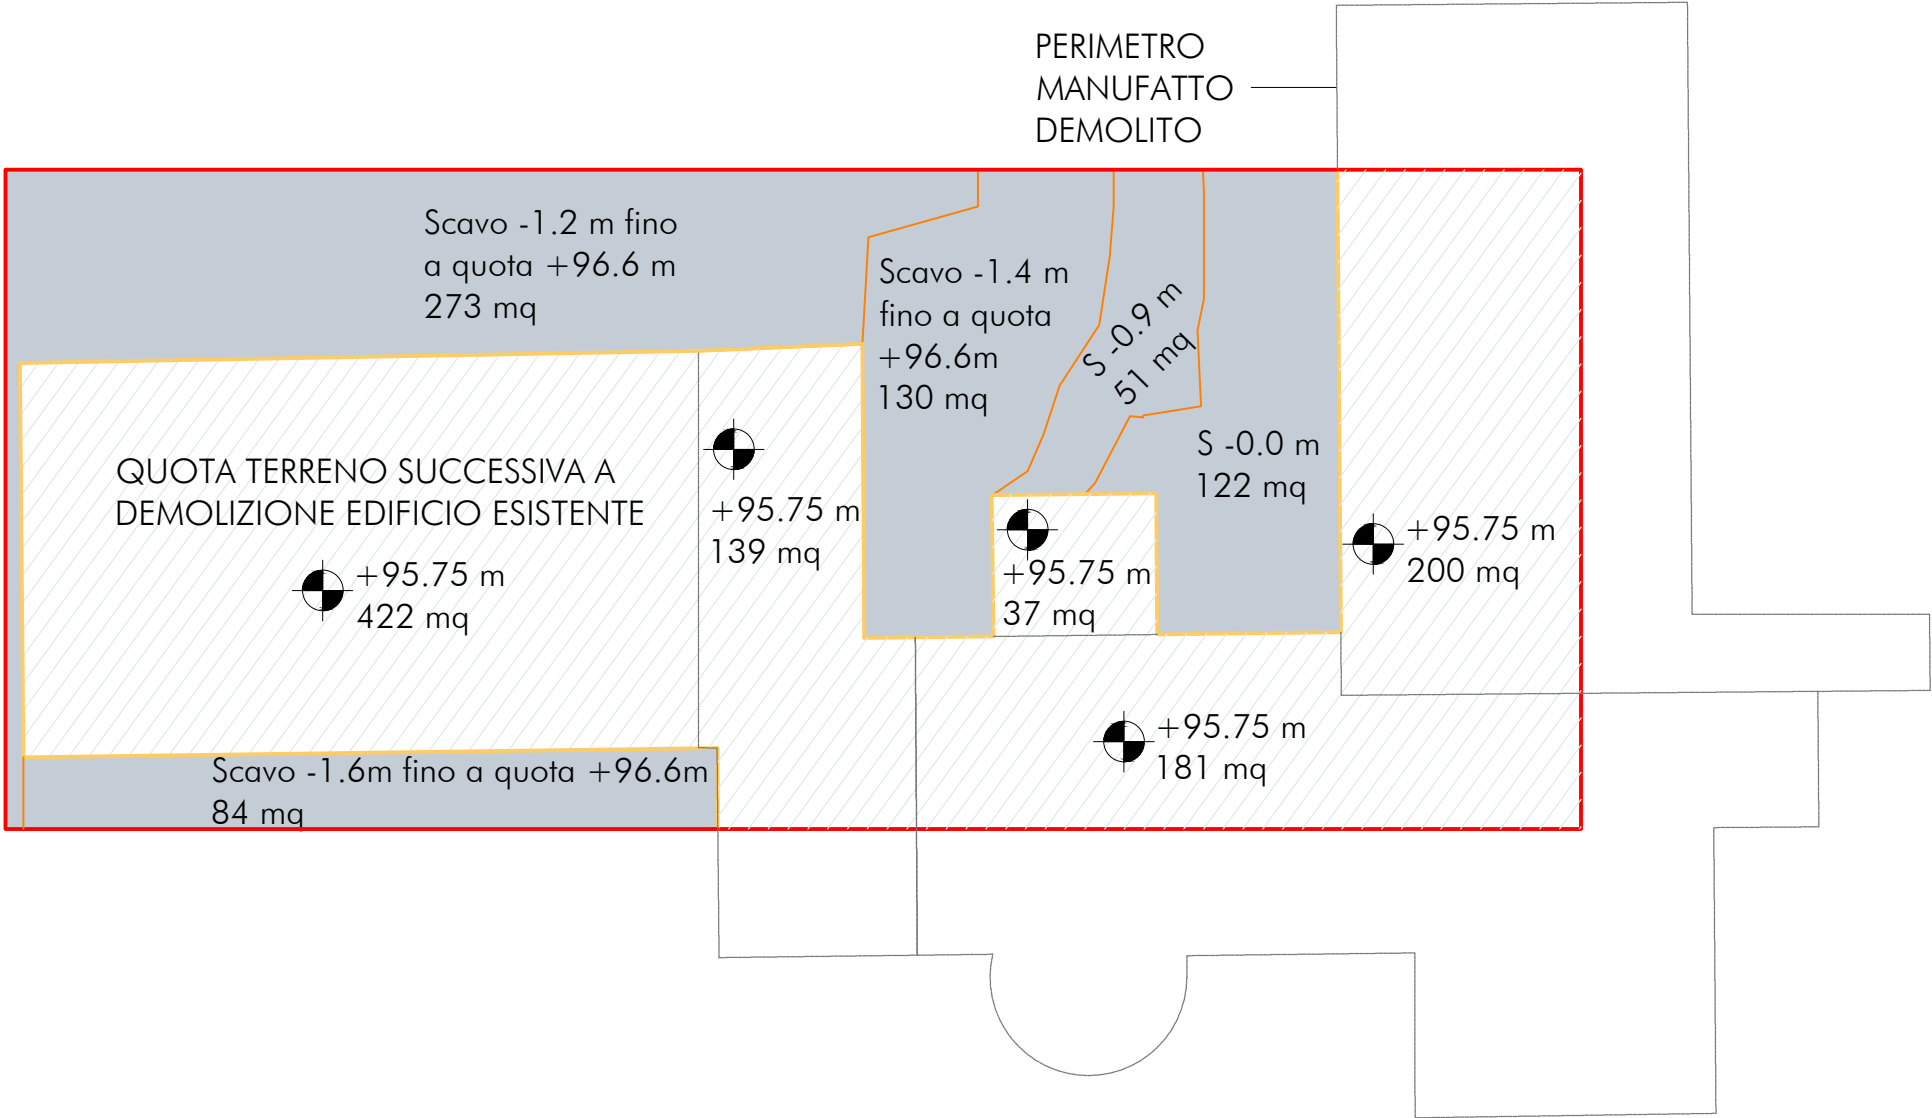 PERIMETRO
MANUFATTO
DEMOLITO
Scavo -1.2 m fino
a quota +96.6 m
273 mq
Scavo -1.4 m
fino a quota
+96.6m
130 mq
S -0.9 m
51 mq
S -0.0 m
122 mq
QUOTA TERRENO SUCCESSIVA A
DEMOLIZIONE EDIFICIO ESISTENTE
+95.75 m
422 mq
+95.75 m
139 mq
+95.75 m
37 mq
+95.75 m
200 mq
+95.75 m
181 mq
Scavo -1.6m fino a quota +96.6m
84 mq